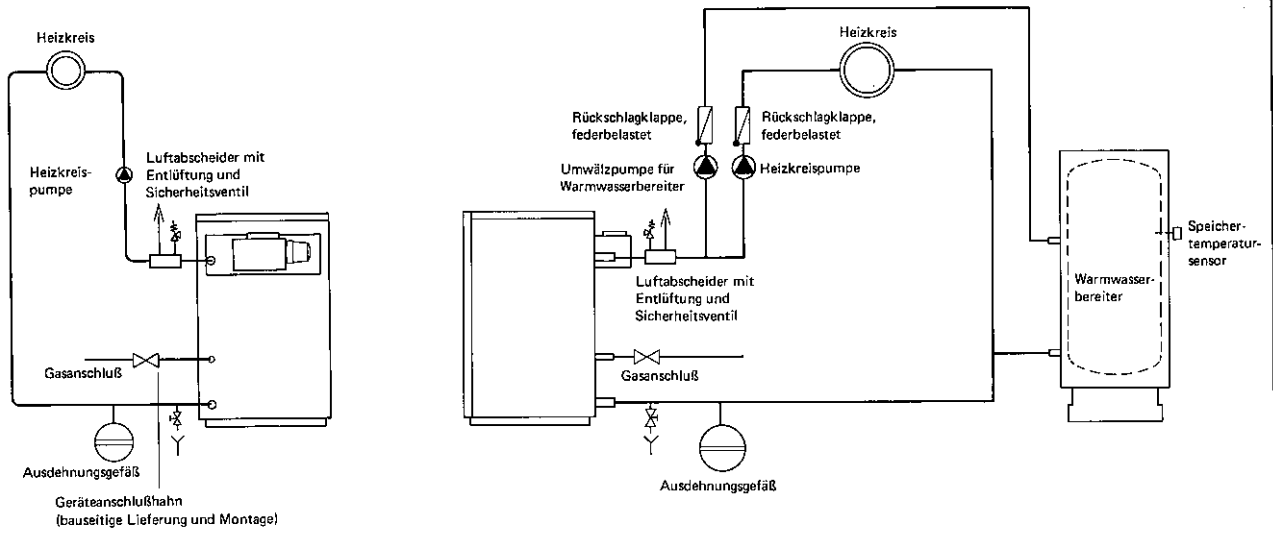 Heizkreis
Heizkreis-
pumpe
Luftabscheider mit
Entlüftung und
Sicherheitsventil
Gasanschluß
Ausdehnungsgefäß
Geräteanschlußhahn
(bauseitige Lieferung und Montage)
Heizkreis
Rückschlagklappe,
federbelastet
Rückschlagklappe,
federbelastet
Umwälzpumpe für
Warmwasserbereiter
Heizkreispumpe
Luftabscheider mit
Entlüftung und
Sicherheitsventil
Gasanschluß
Ausdehnungsgefäß
Warmwasser-
bereiter
Speicher-
temperatur-
sensor